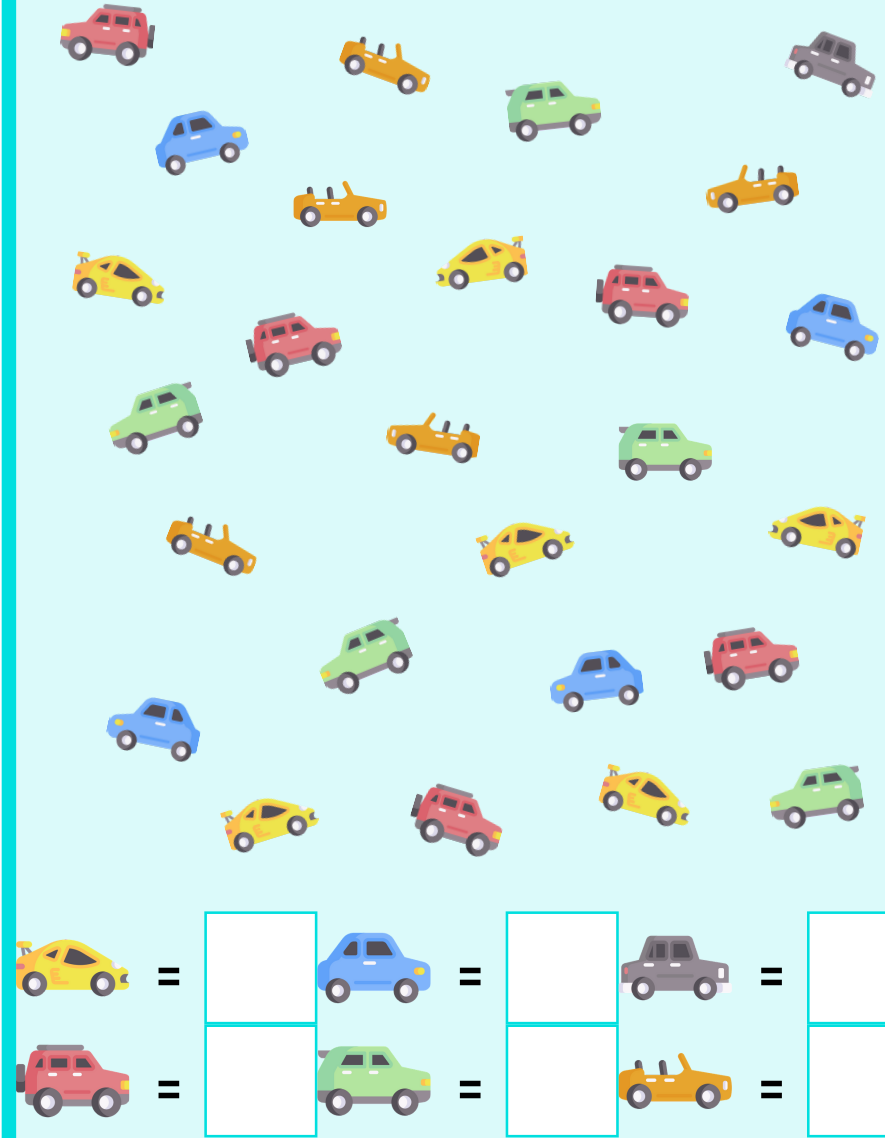 = = =
= = =